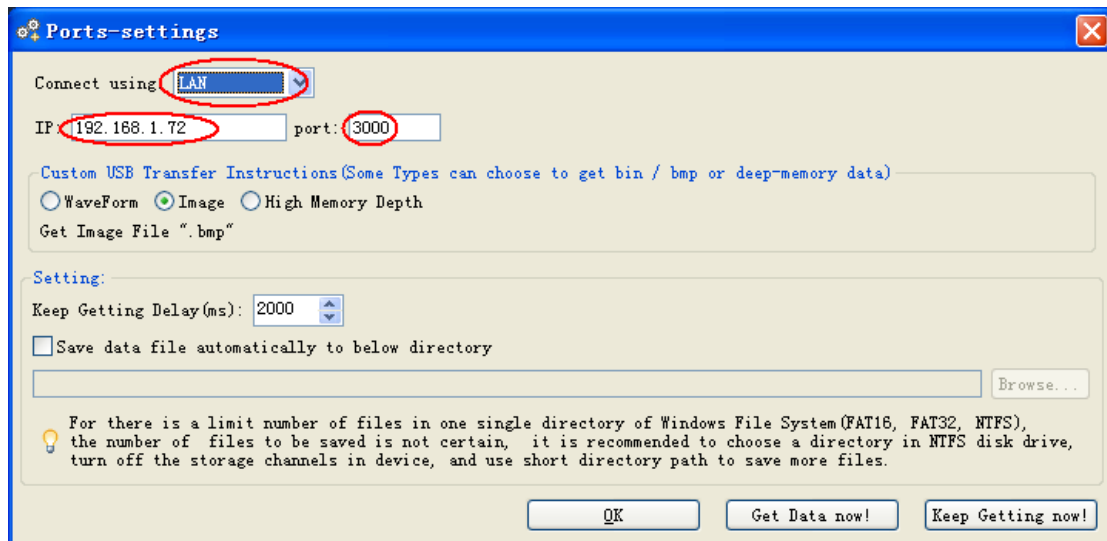 Ports-settings
Connect using: LAN
IP: 192.168.1.72 port: 3000
Custom USB Transfer Instructions(Some Types can choose to get bin / bmp or deep-memory data)
WaveForm Image High Memory Depth
Get Image File ".bmp"
Setting:
Keep Getting Delay(ms): 2000
Save data file automatically to below directory
Browse...
For there is a limit number of files in one single directory of Windows File System(FAT16, FAT32, NTFS),
the number of files to be saved is not certain, it is recommended to choose a directory in NTFS disk drive,
turn off the storage channels in device, and use short directory path to save more files.
OK Get Data now! Keep Getting now!